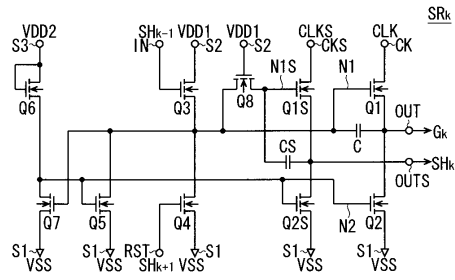 SRk
VDD2 SHk-1 VDD1 VDD1 CLKS CLK
S3 IN S2 S2 CKS CK
N1S N1
Q6 Q3 Q8 Q1S Q1
OUT
CS C Gk
SHk
OUTS
Q7 Q5 Q4 Q2S N2 Q2
S1 S1 RST S1 S1 S1
VSS VSS SHk+1 VSS VSS VSS